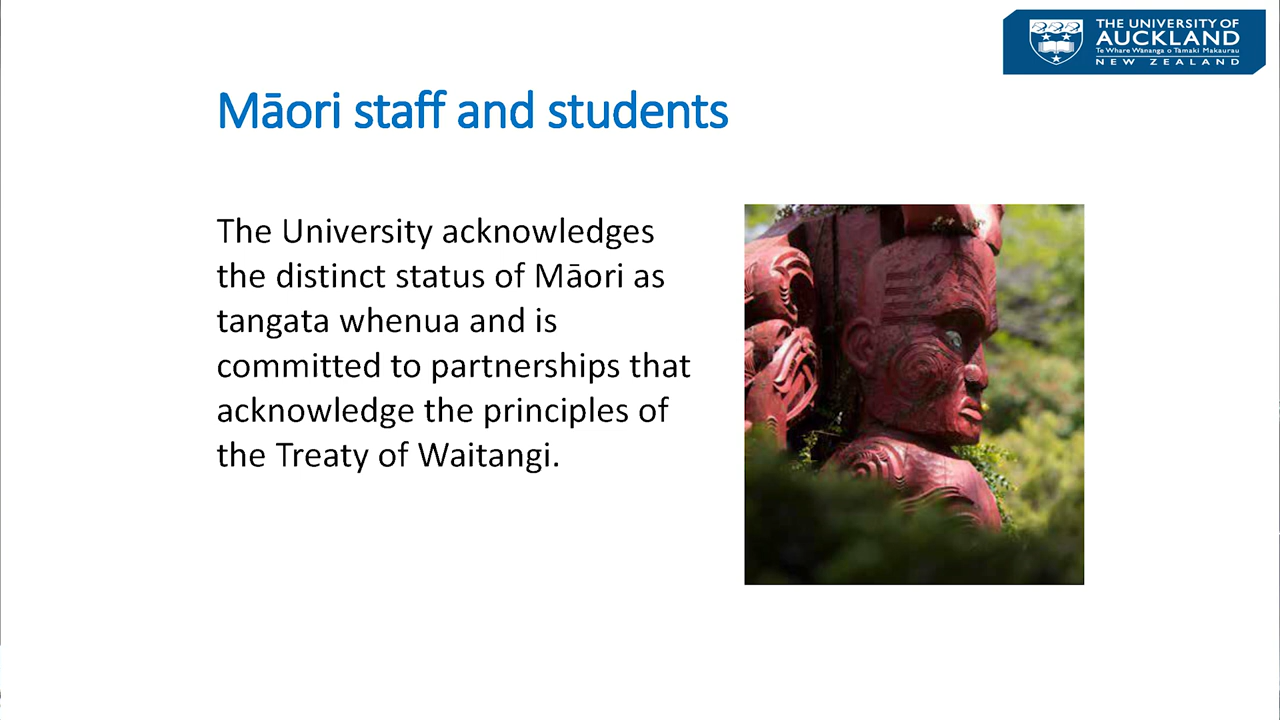 THE UNIVERSITY OF
AUCKLAND
Te Whare Wānanga o Tāmaki Makaurau
NEW ZEALAND
Māori staff and students
The University acknowledges
the distinct status of Māori as
tangata whenua and is
committed to partnerships that
acknowledge the principles of
the Treaty of Waitangi.